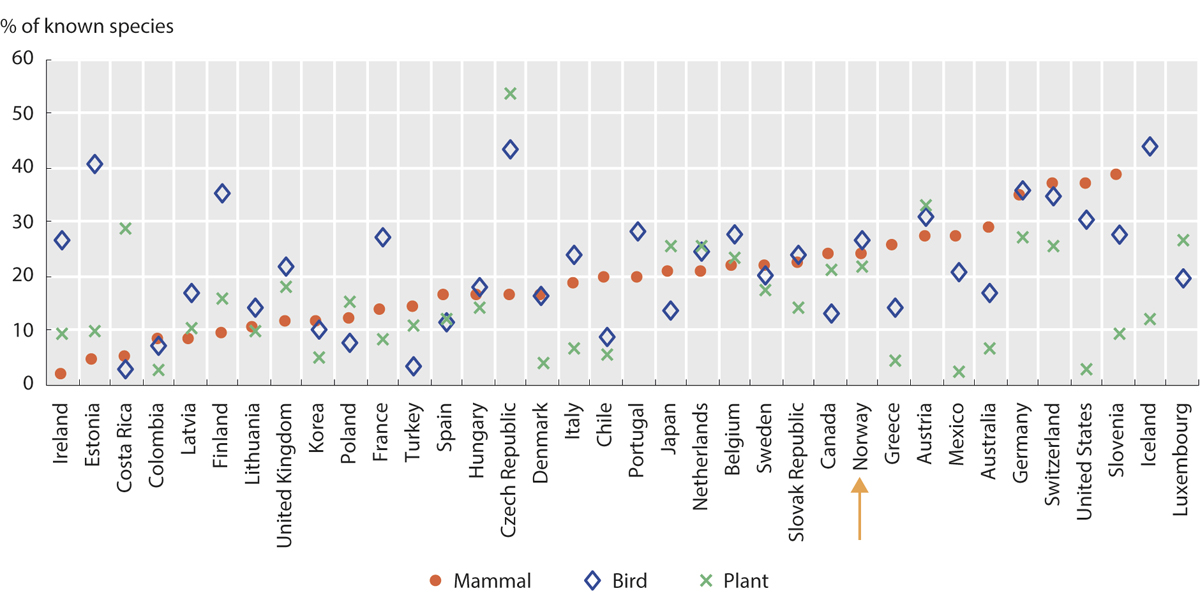 % of known species
60
50
40
30
20
10
0
Ireland
Estonia
Costa Rica
Colombia
Latvia
Finland
Lithuania
United Kingdom
Korea
Poland
France
Turkey
Spain
Hungary
Czech Republic
Denmark
Italy
Chile
Portugal
Japan
Netherlands
Belgium
Sweden
Slovak Republic
Canada
Norway
Greece
Austria
Mexico
Australia
Germany
Switzerland
United States
Slovenia
Iceland
Luxembourg
Mammal Bird Plant